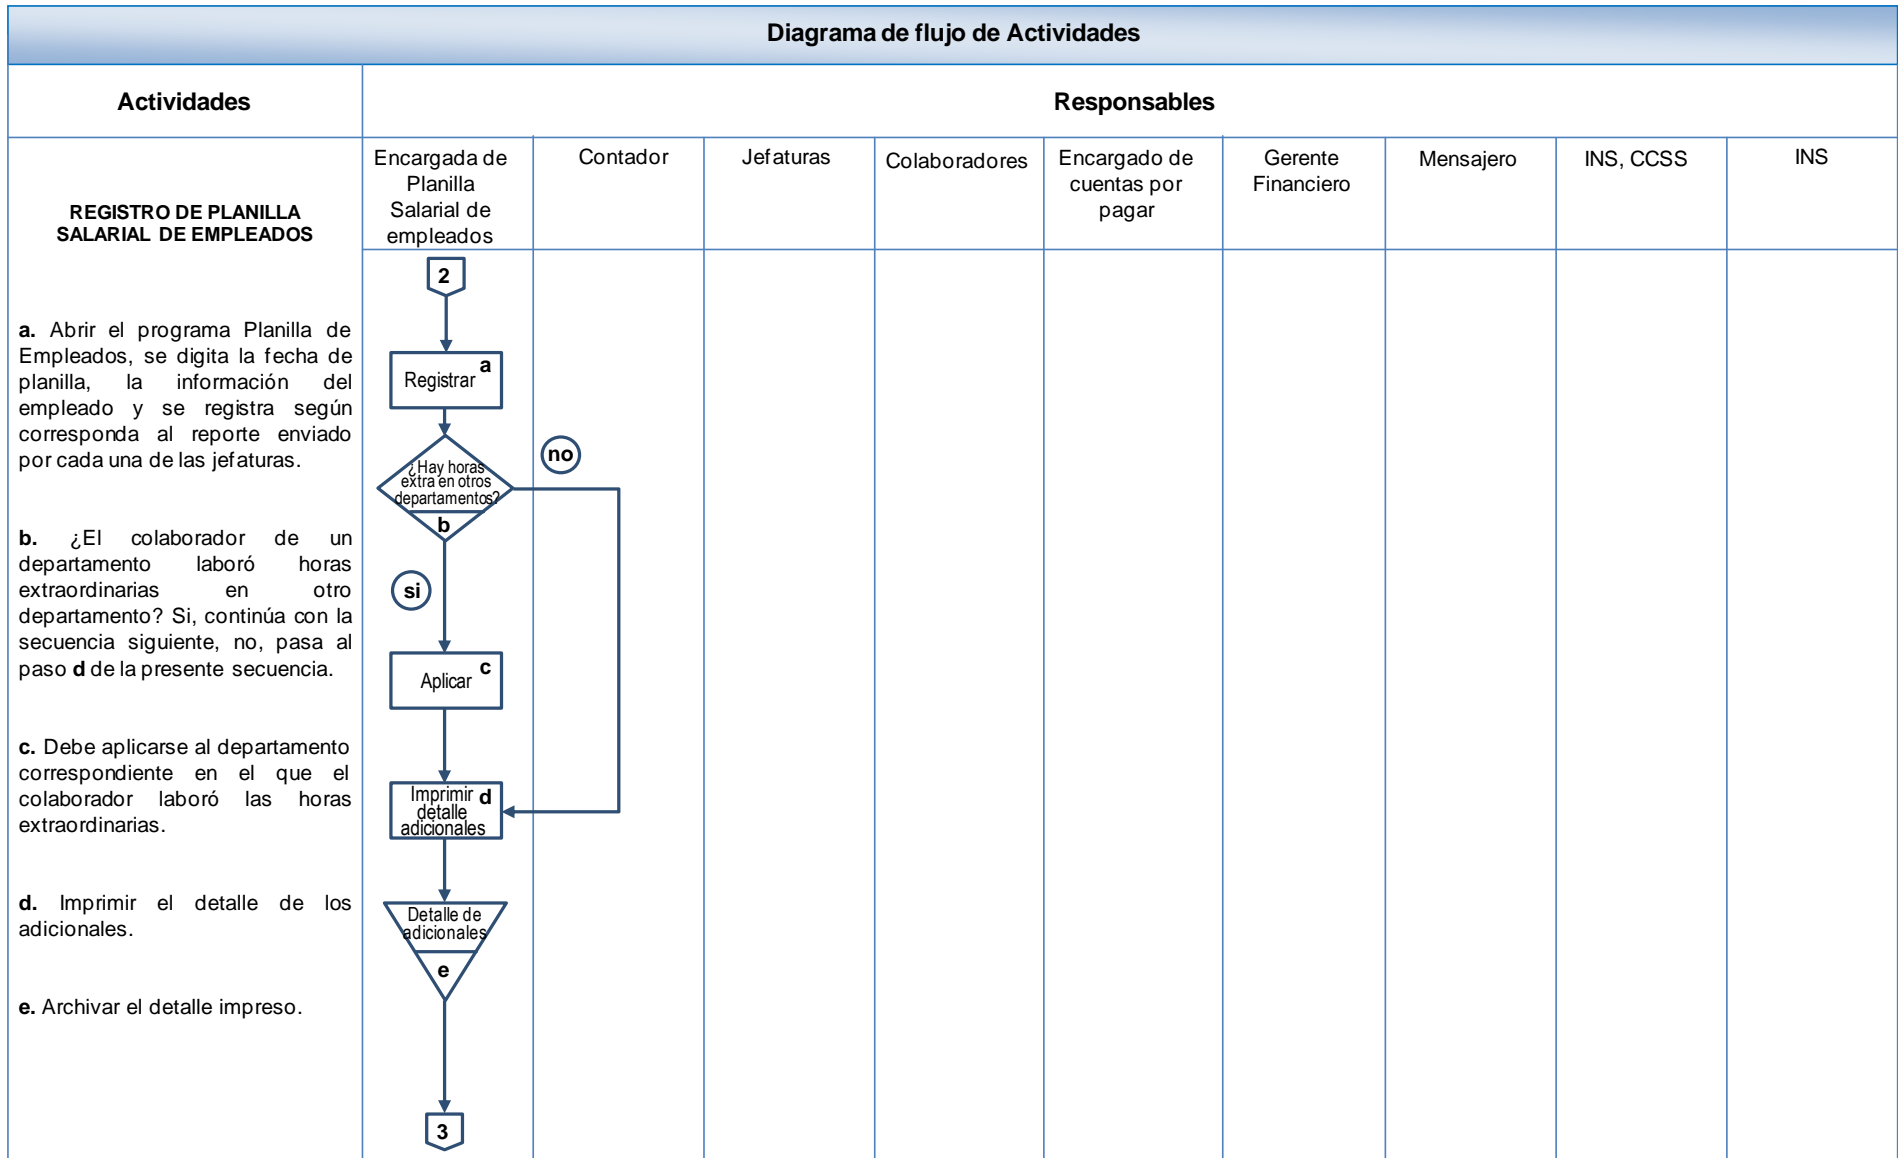 Diagrama de flujo de Actividades
Actividades
Responsables
REGISTRO DE PLANILLA
SALARIAL DE EMPLEADOS
Encargada de
Planilla
Salarial de
empleados
Contador
Jefaturas
Colaboradores
Encargado de
cuentas por
pagar
Gerente
Financiero
Mensajero
INS, CCSS
INS
a. Abrir el programa Planilla de
Empleados, se digita la fecha de
planilla, la información del
empleado y se registra según
corresponda al reporte enviado
por cada una de las jefaturas.
b. ¿El colaborador de un
departamento laboró horas
extraordinarias en otro
departamento? Si, continúa con la
secuencia siguiente, no, pasa al
paso d de la presente secuencia.
c. Debe aplicarse al departamento
correspondiente en el que el
colaborador laboró las horas
extraordinarias.
d. Imprimir el detalle de los
adicionales.
e. Archivar el detalle impreso.
2
Registrar a
¿Hay horas
extra en otros
departamentos?
b
no
si
Aplicar c
Imprimir d
detalle
adicionales
Detalle de
adicionales
e
3